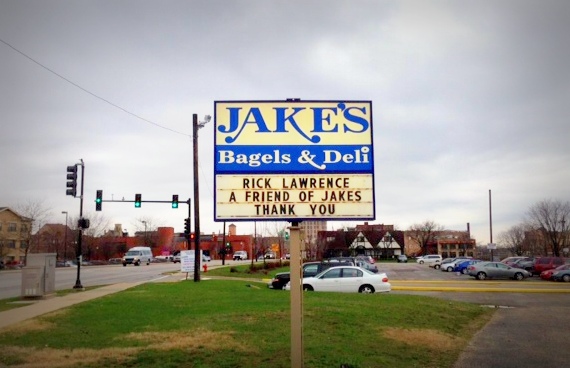 JAKE'S
Bagels & Deli
RICK LAWRENCE
A FRIEND OF JAKES
THANK YOU